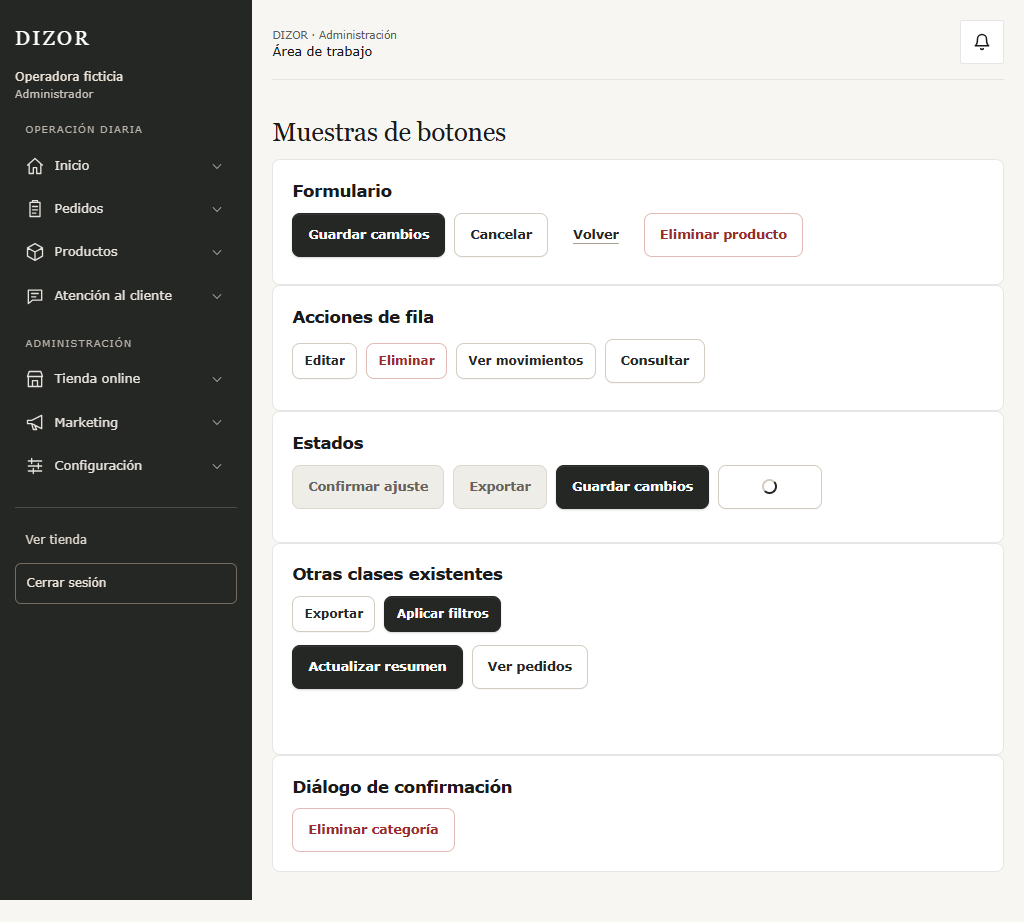 DIZOR
Operadora ficticia
Administrador
OPERACIÓN DIARIA
Inicio
Pedidos
Productos
Atención al cliente
ADMINISTRACIÓN
Tienda online
Marketing
Configuración
Ver tienda
Cerrar sesión
DIZOR · Administración
Área de trabajo
Muestras de botones
Formulario
Guardar cambios Cancelar Volver Eliminar producto
Acciones de fila
Editar Eliminar Ver movimientos Consultar
Estados
Confirmar ajuste Exportar Guardar cambios
Otras clases existentes
Exportar Aplicar filtros
Actualizar resumen Ver pedidos
Diálogo de confirmación
Eliminar categoría